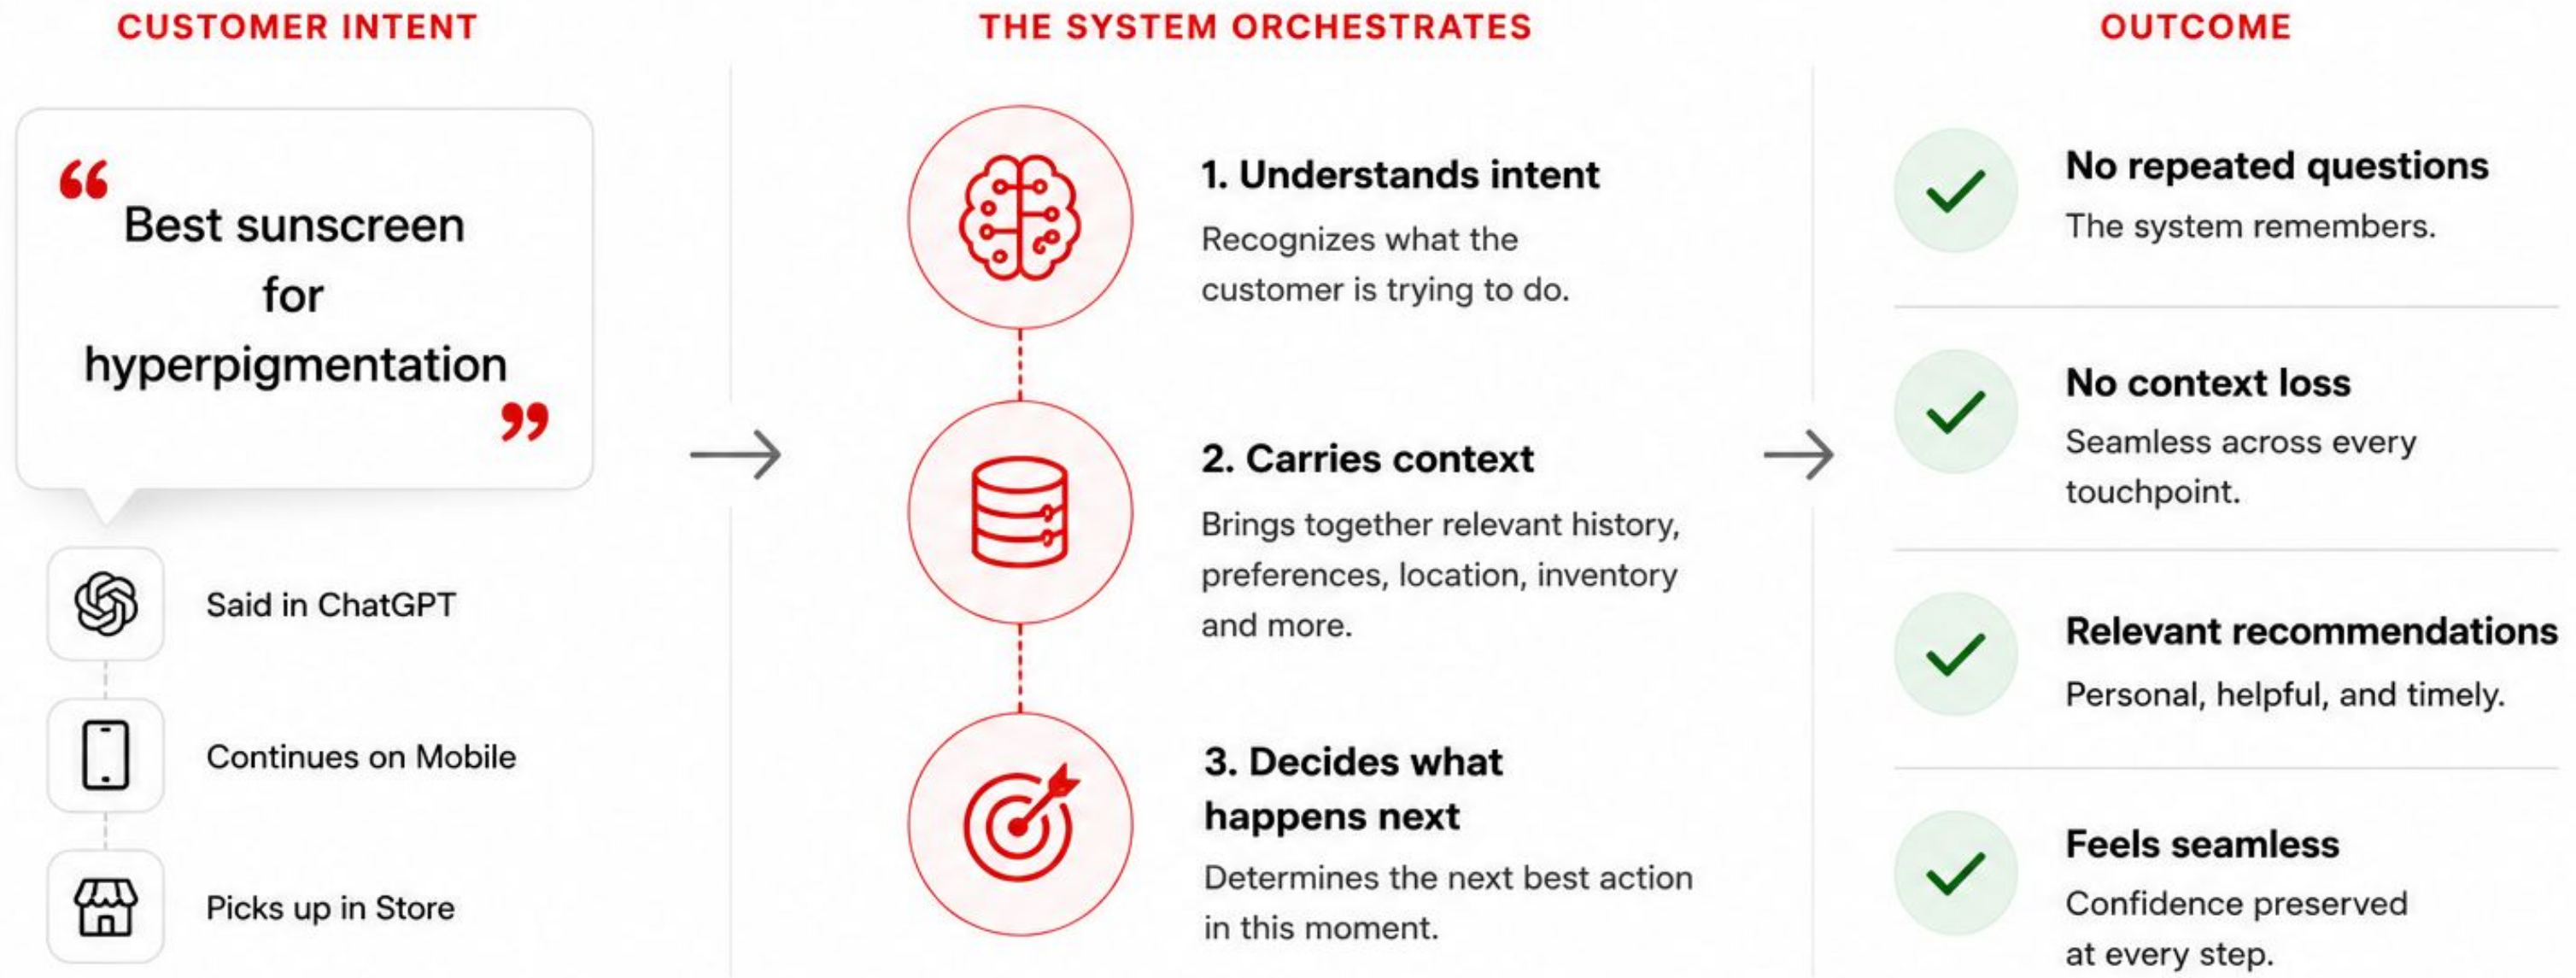 CUSTOMER INTENT
“
Best sunscreen
for
hyperpigmentation
”
Said in ChatGPT
Continues on Mobile
Picks up in Store
THE SYSTEM ORCHESTRATES
1. Understands intent
Recognizes what the
customer is trying to do.
2. Carries context
Brings together relevant history,
preferences, location, inventory
and more.
3. Decides what
happens next
Determines the next best action
in this moment.
OUTCOME
No repeated questions
The system remembers.
No context loss
Seamless across every
touchpoint.
Relevant recommendations
Personal, helpful, and timely.
Feels seamless
Confidence preserved
at every step.